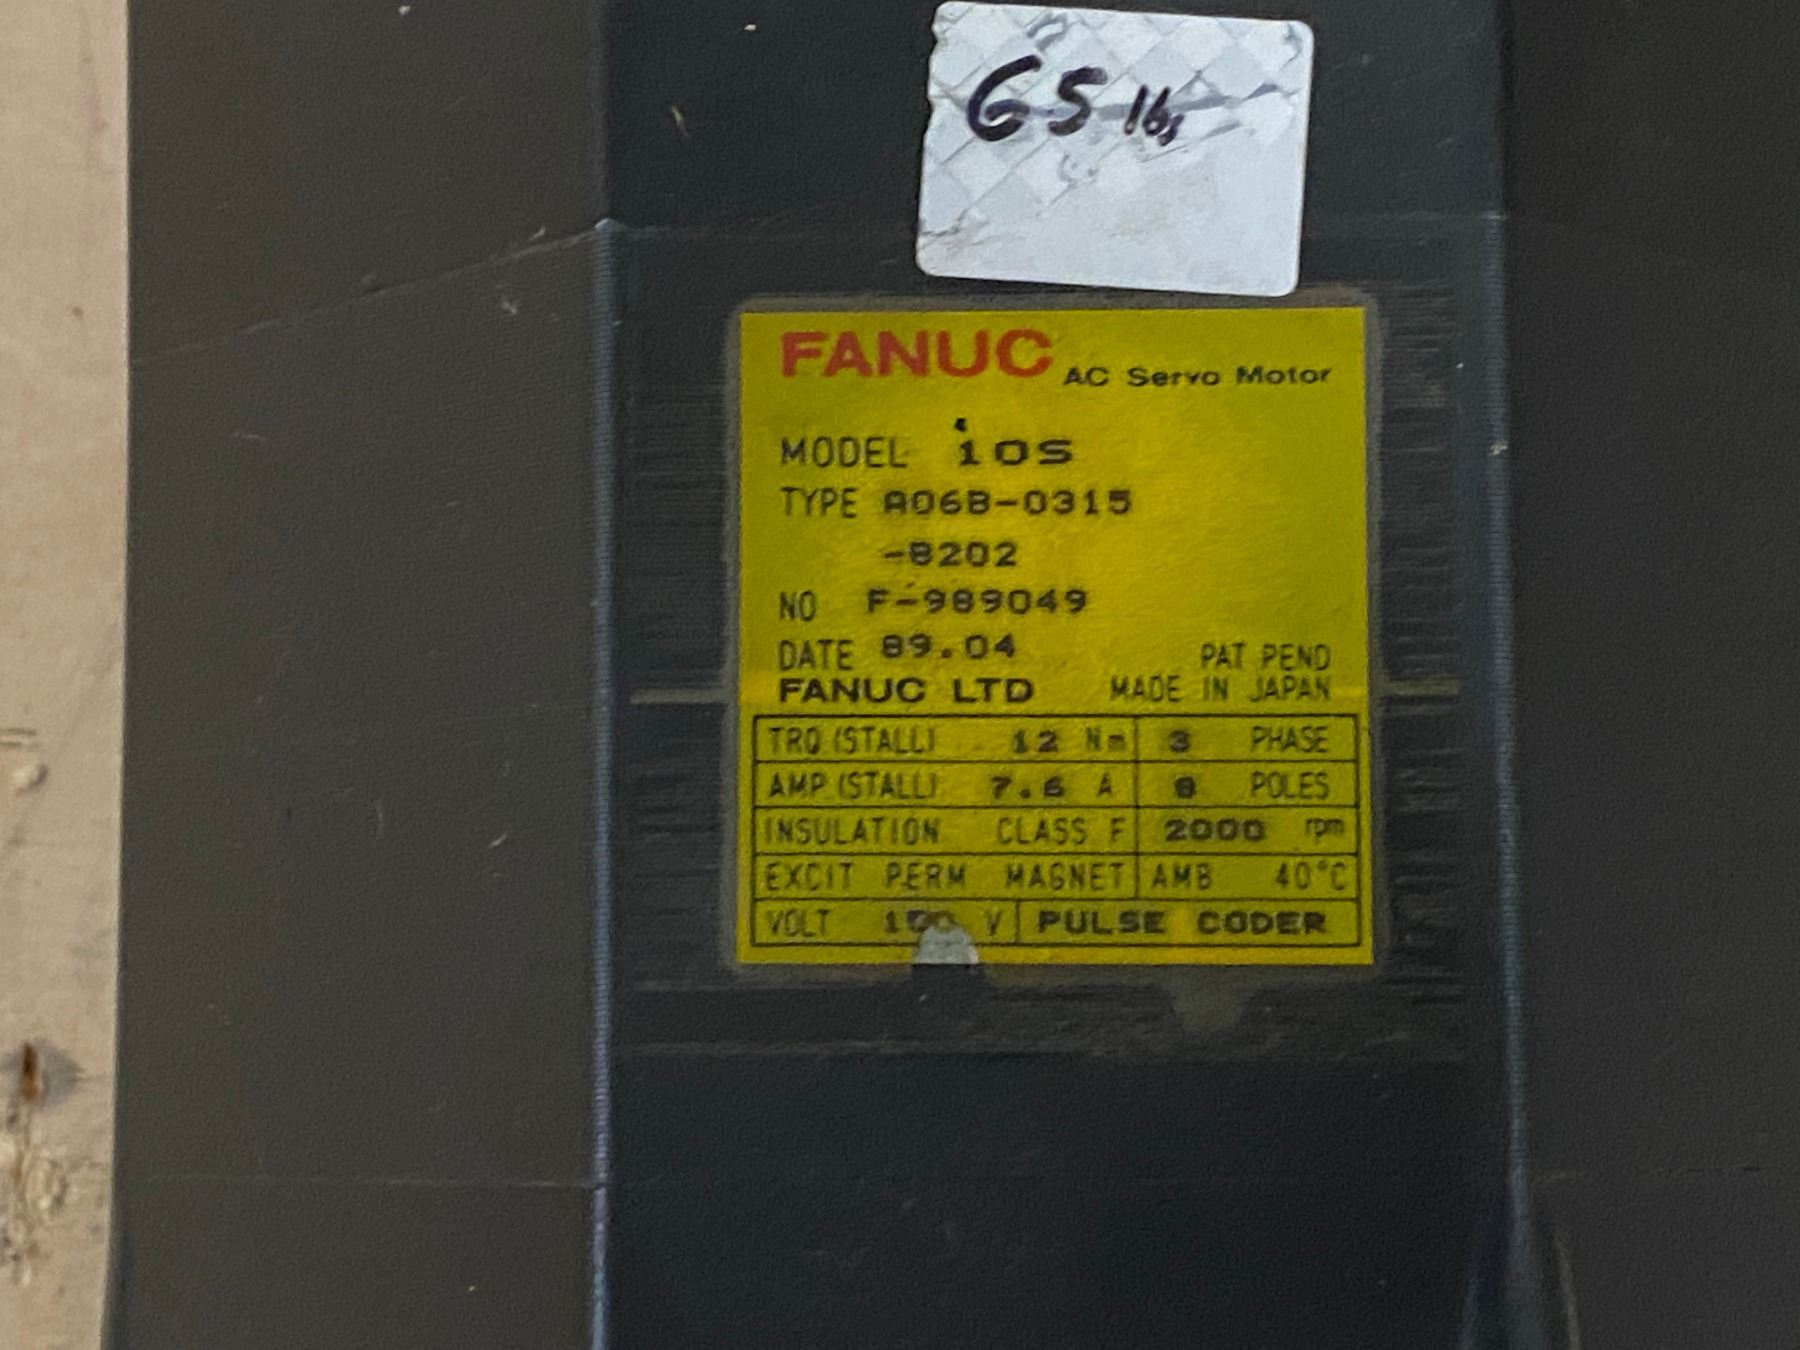 65 lbs
FANUC AC Servo Motor
MODEL 10S
TYPE A06B-0315
-B202
NO F-989049
DATE 89.04
PAT PEND
FANUC LTD MADE IN JAPAN
TRQ (STALL) 12 Nm 3 PHASE
AMP (STALL) 7.6 A 8 POLES
INSULATION CLASS F 2000 rpm
EXCIT PERM MAGNET AMB 40°C
VOLT V PULSE CODER